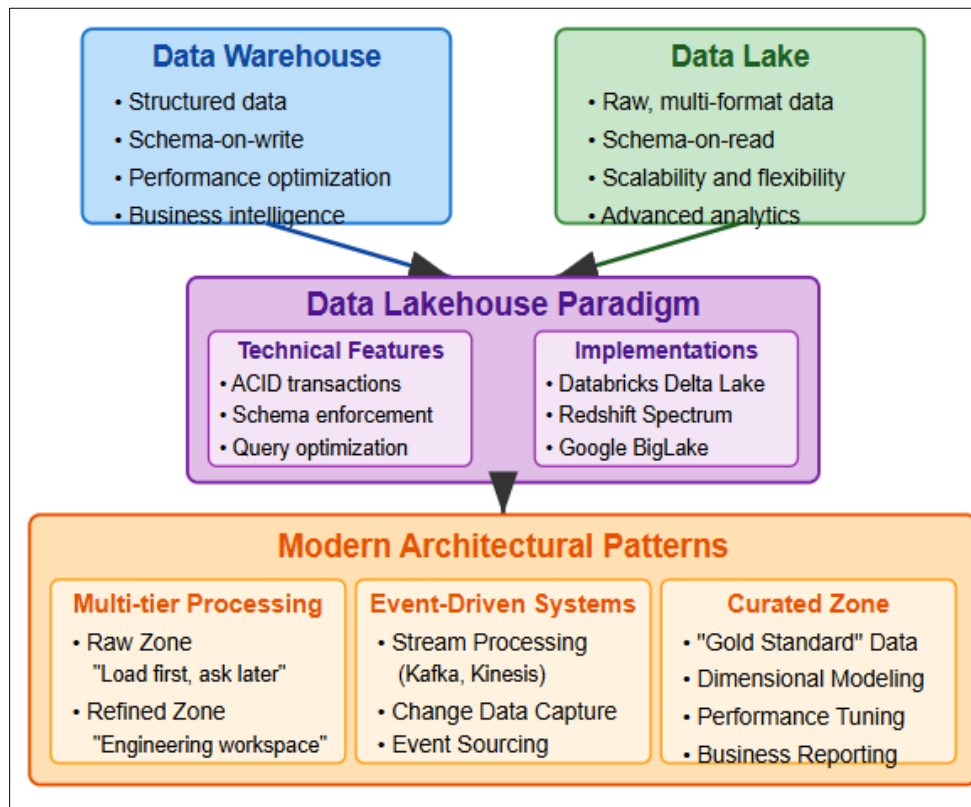 Data Warehouse
• Structured data
• Schema-on-write
• Performance optimization
• Business intelligence
Data Lake
• Raw, multi-format data
• Schema-on-read
• Scalability and flexibility
• Advanced analytics
Data Lakehouse Paradigm
Technical Features
• ACID transactions
• Schema enforcement
• Query optimization
Implementations
• Databricks Delta Lake
• Redshift Spectrum
• Google BigLake
Modern Architectural Patterns
Multi-tier Processing
• Raw Zone
"Load first, ask later"
• Refined Zone
"Engineering workspace"
Event-Driven Systems
• Stream Processing
(Kafka, Kinesis)
• Change Data Capture
• Event Sourcing
Curated Zone
• "Gold Standard" Data
• Dimensional Modeling
• Performance Tuning
• Business Reporting